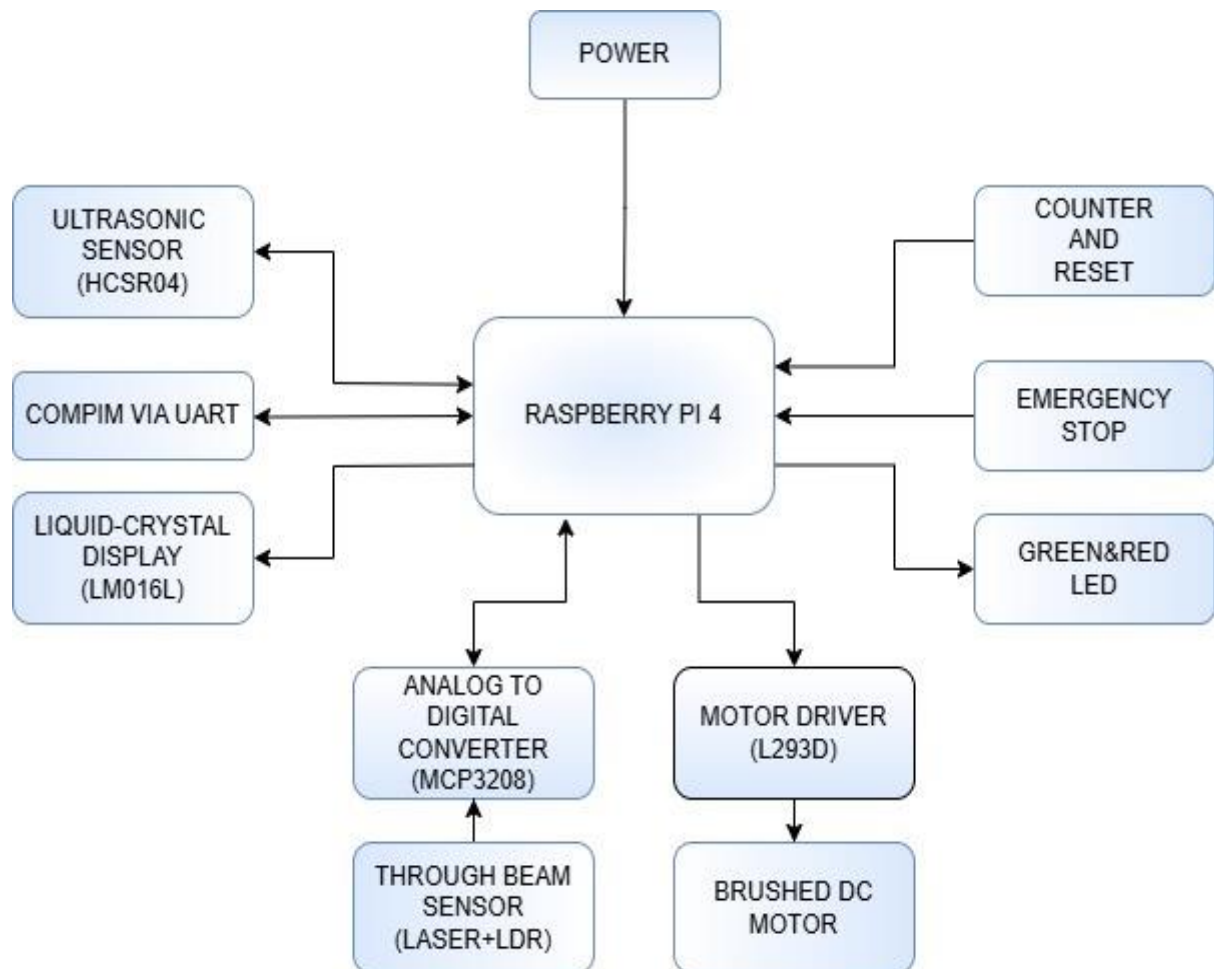 POWER
ULTRASONIC
SENSOR
(HCSR04)
COUNTER
AND
RESET
COMPIM VIA UART
RASPBERRY PI 4
EMERGENCY
STOP
LIQUID-CRYSTAL
DISPLAY
(LM016L)
GREEN&RED
LED
ANALOG TO
DIGITAL
CONVERTER
(MCP3208)
MOTOR DRIVER
(L293D)
THROUGH BEAM
SENSOR
(LASER+LDR)
BRUSHED DC
MOTOR